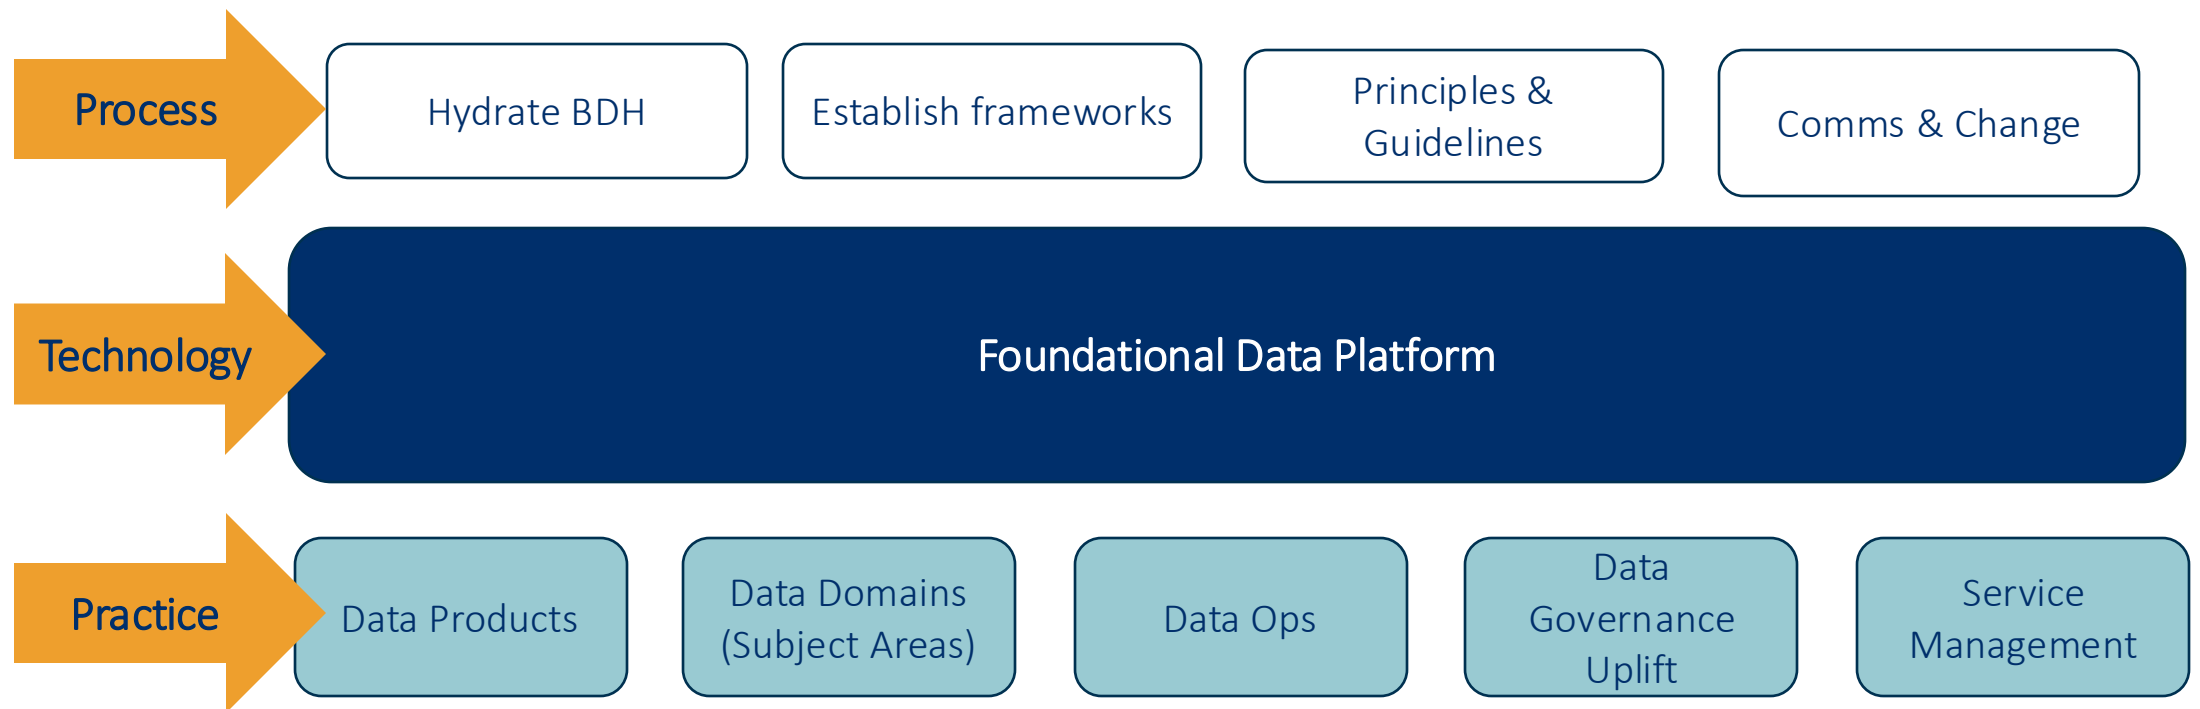 Process
Hydrate BDH
Establish frameworks
Principles &
Guidelines
Comms & Change
Technology
Foundational Data Platform
Practice
Data Products
Data Domains
(Subject Areas)
Data Ops
Data
Governance
Uplift
Service
Management